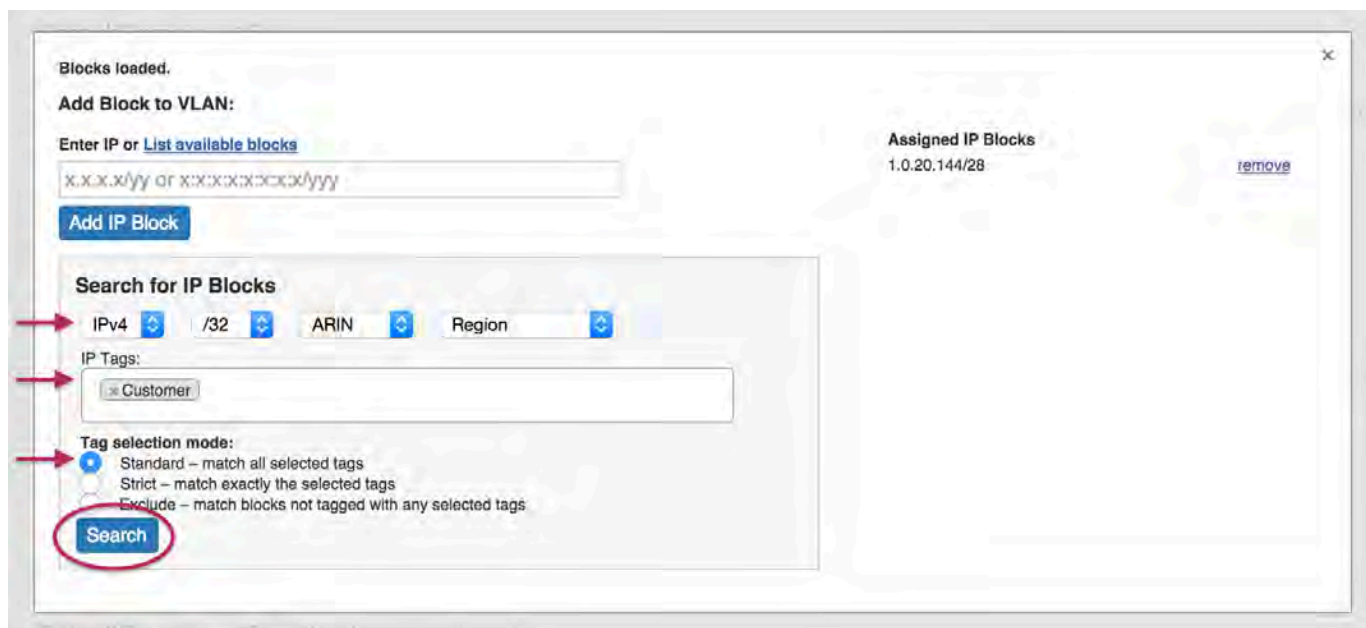 Blocks loaded.
×
Add Block to VLAN:
Enter IP or List available blocks
x.x.x.x/yy or x:x:x:x:x:x:x:x/yyy
Add IP Block
Assigned IP Blocks
1.0.20.144/28 remove
Search for IP Blocks
IPv4 /32 ARIN Region
IP Tags:
× Customer
Tag selection mode:
Standard – match all selected tags
Strict – match exactly the selected tags
Exclude – match blocks not tagged with any selected tags
Search